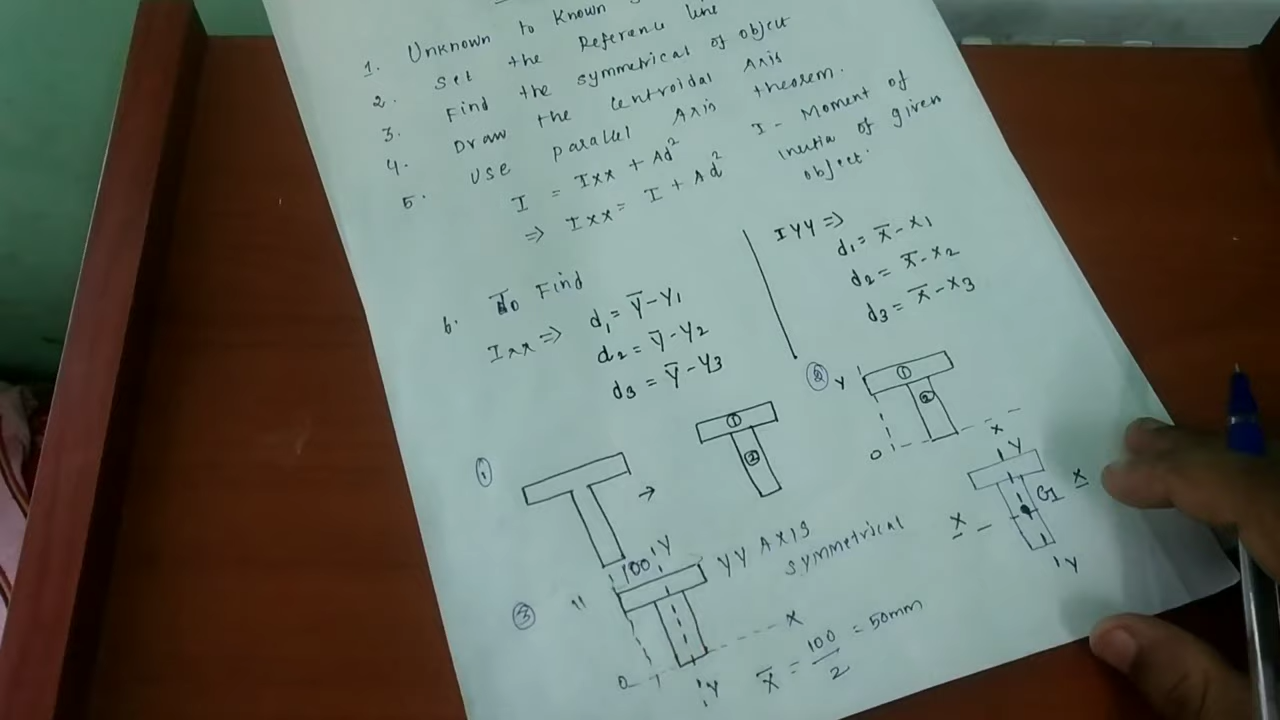 1. Unknown to Known
2. Set the Reference line
3. Find the symmetrical of object
4. Draw the Centroidal Axis
5. Use parallel Axis theorem.
I = Ixx + Ad²
I - Moment of
inertia of given
object.
⇒ Ixx = I + Ad²
6. To Find
Ixx ⇒ d₁ = ȳ - y₁
d₂ = ȳ - y₂
d₃ = ȳ - y₃
IYY ⇒
d₁ = x̄ - x₁
d₂ = x̄ - x₂
d₃ = x̄ - x₃
① → ① ②
② Y ① ② O X
Y
X G1 X
Y
③ 11 100 Y YY AXIS
symmetrical
O X
Y
x̄ = 100/2 = 50mm